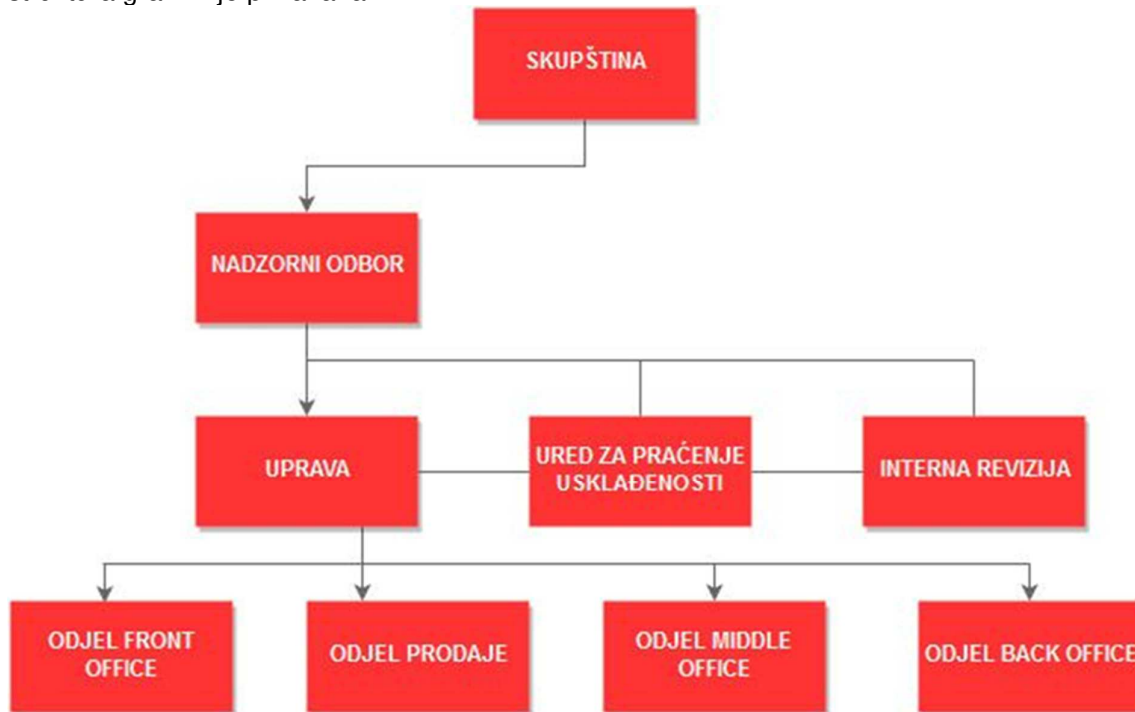 SKUPŠTINA
NADZORNI ODBOR
UPRAVA
URED ZA PRAĆENJE
USKLAĐENOSTI
INTERNA REVIZIJA
ODJEL FRONT
OFFICE
ODJEL PRODAJE
ODJEL MIDDLE
OFFICE
ODJEL BACK OFFICE